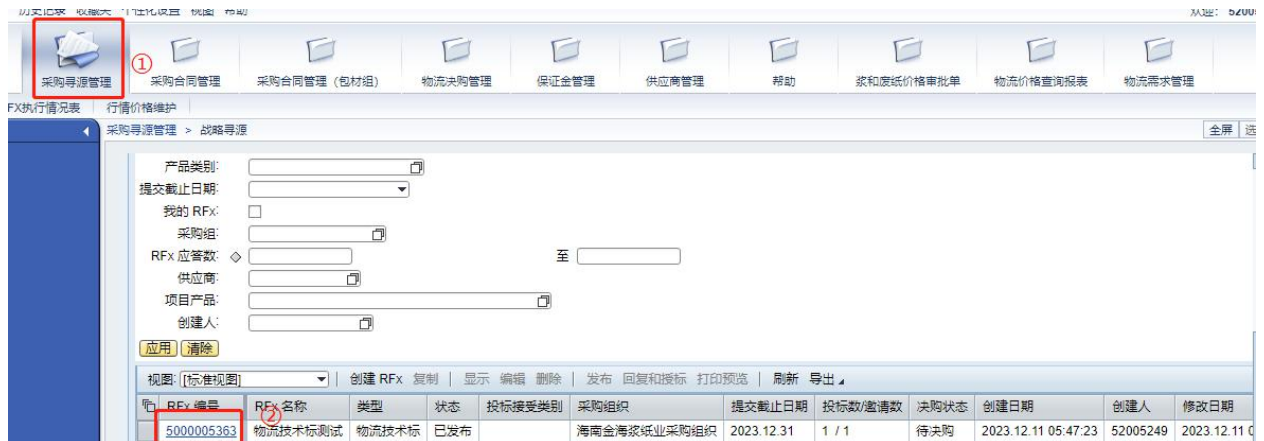 历史记录 收藏夹 个性化设置 视图 帮助 欢迎: 5200
采购寻源管理 ① 采购合同管理 采购合同管理 (包材组) 物流决购管理 保证金管理 供应商管理 帮助 浆和废纸价格审批单 物流价格查询报表 物流需求管理
FX执行情况表 行情价格维护
采购寻源管理 > 战略寻源 全屏 选
产品类别:
提交截止日期:
我的 RFx:
采购组:
RFx 应答数: 至
供应商:
项目产品:
创建人:
应用 清除
视图: [标准视图] 创建 RFx 复制 显示 编辑 删除 发布 回复和授标 打印预览 刷新 导出
RFx 编号 RFx 名称 类型 状态 投标接受类别 采购组织 提交截止日期 投标数/邀请数 决购状态 创建日期 创建人 修改日期
②
5000005363 物流技术标测试 物流技术标 已发布 海南金海浆纸业采购组织 2023.12.31 1 / 1 待决购 2023.12.11 05:47:23 52005249 2023.12.11 0